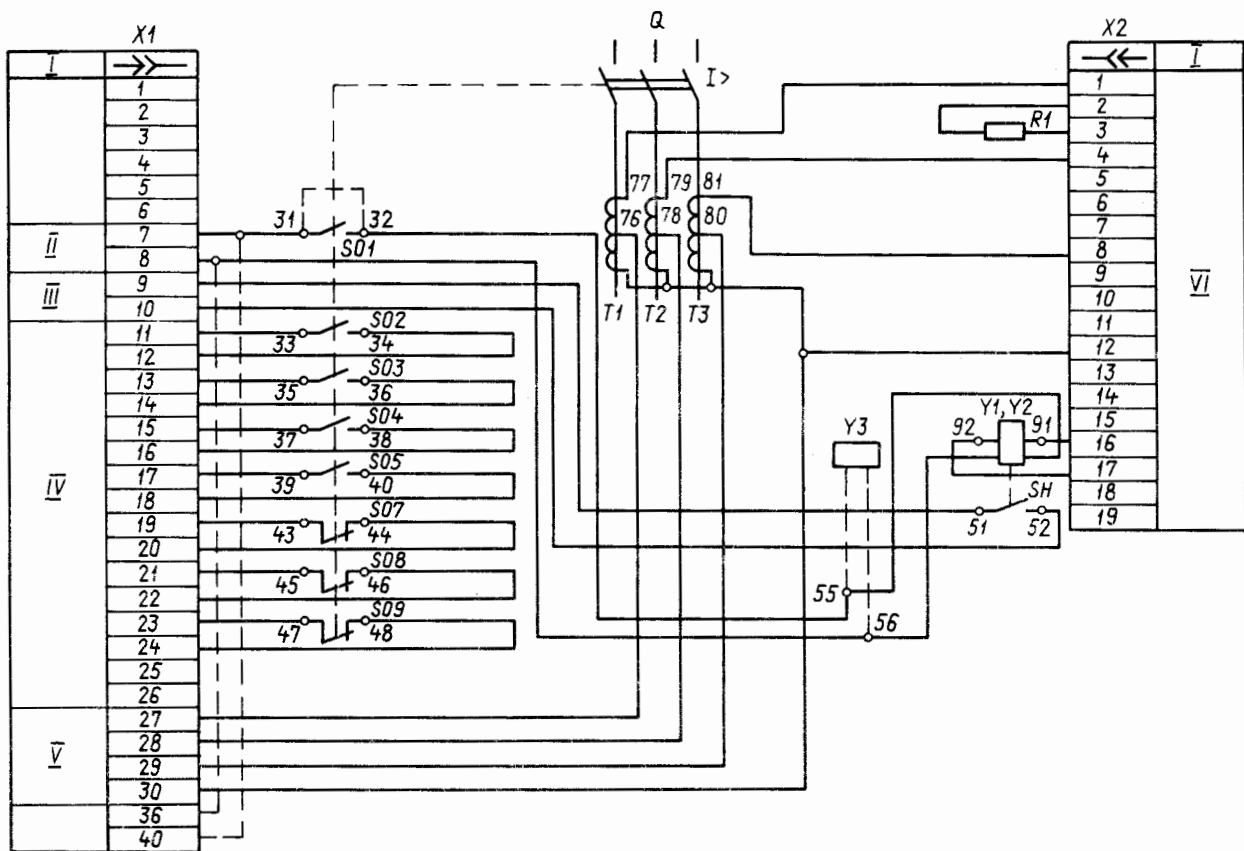 X1
I
1
2
3
4
5
6
II
7
8
III
9
10
IV
11
12
13
14
15
16
17
18
19
20
21
22
23
24
25
26
V
27
28
29
30
36
40
31 32
S01
S02
33 34
S03
35 36
S04
37 38
S05
39 40
S07
43 44
S08
45 46
S09
47 48
Q
I>
77 79 81
76 78 80
T1 T2 T3
R1
Y3
Y1, Y2
92 91
SH
51 52
55
56
X2
I
1
2
3
4
5
6
7
8
9
10
11
12
13
14
15
16
17
18
19
VI